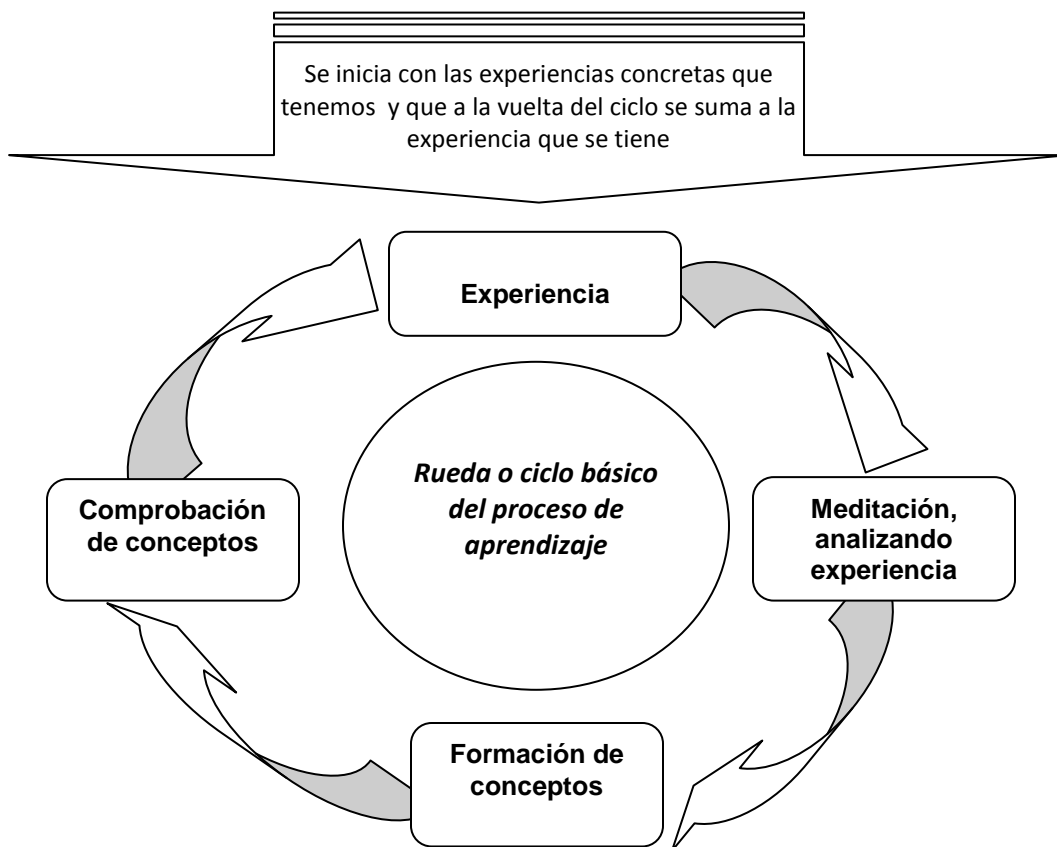 Se inicia con las experiencias concretas que
tenemos y que a la vuelta del ciclo se suma a la
experiencia que se tiene
Experiencia
Rueda o ciclo básico
del proceso de
aprendizaje
Comprobación
de conceptos
Meditación,
analizando
experiencia
Formación de
conceptos